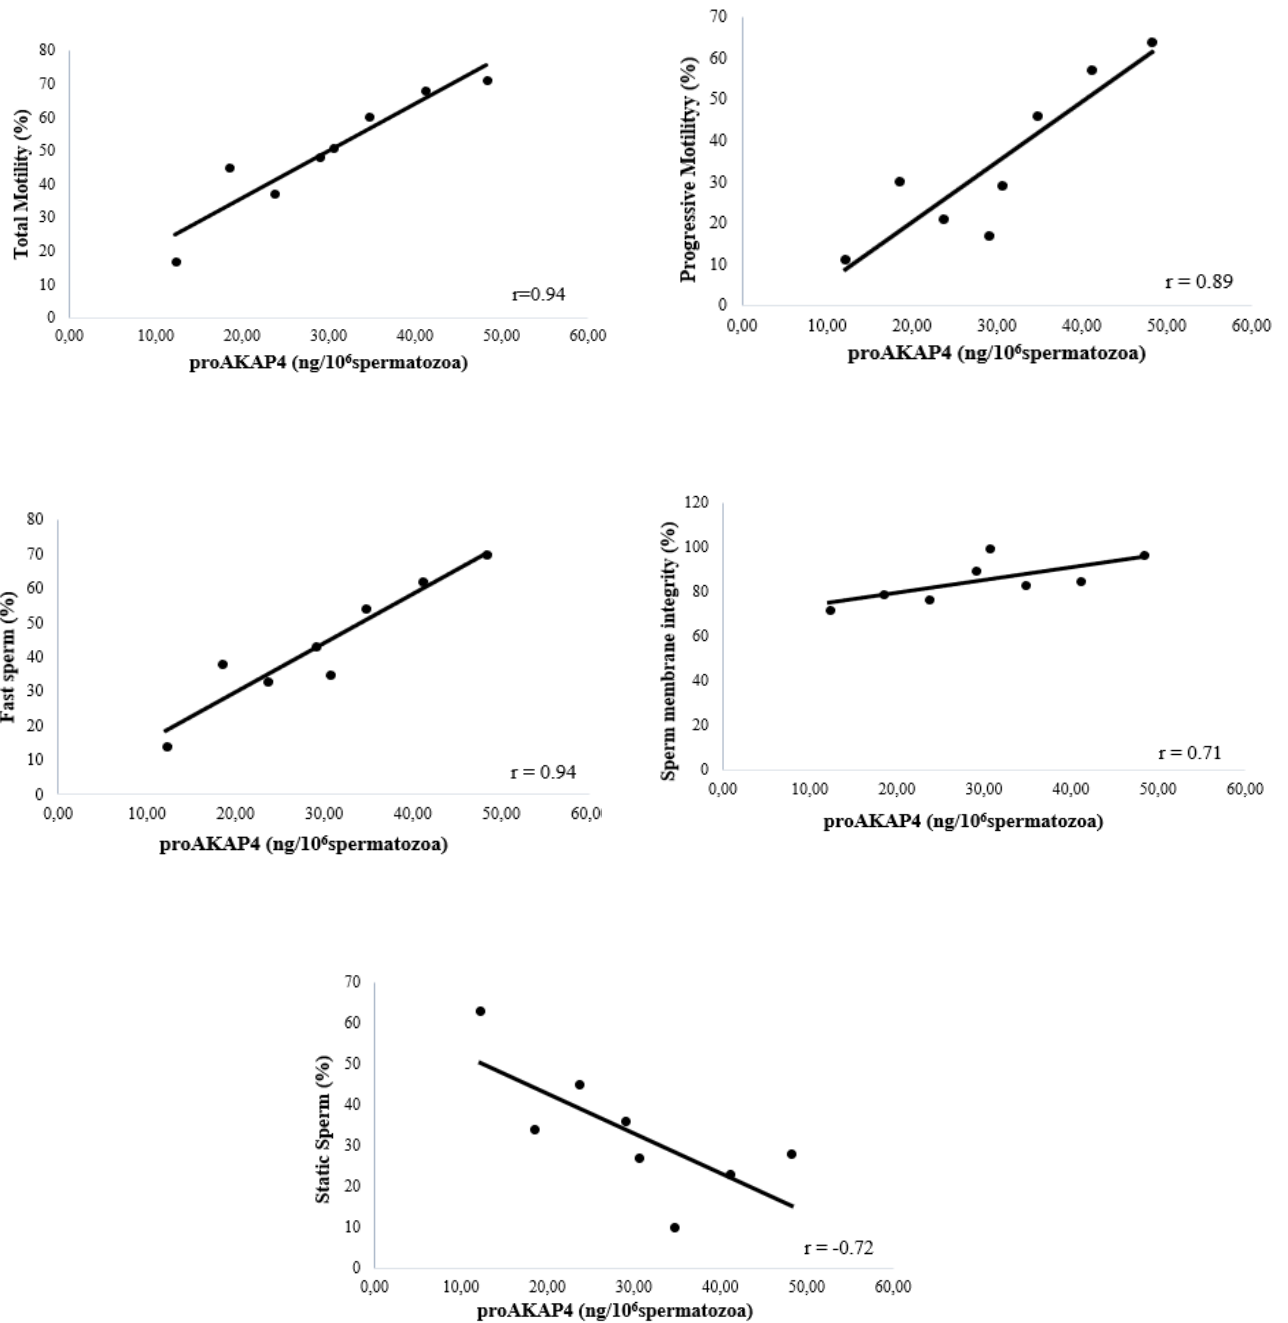 Total Motility (%)
80
70
60
50
40
30
20
10
0
r=0.94
0,00 10,00 20,00 30,00 40,00 50,00 60,00
proAKAP4 (ng/10⁶spermatozoa)
Progressive Motilityy (%)
70
60
50
40
30
20
10
0
r = 0.89
0,00 10,00 20,00 30,00 40,00 50,00 60,00
proAKAP4 (ng/10⁶spermatozoa)
Fast sperm (%)
80
70
60
50
40
30
20
10
0
r = 0.94
0,00 10,00 20,00 30,00 40,00 50,00 60,0
proAKAP4 (ng/10⁶spermatozoa)
Sperm membrane integrity (%)
120
100
80
60
40
20
0
r = 0.71
0,00 10,00 20,00 30,00 40,00 50,00 60,00
proAKAP4 (ng/10⁶spermatozoa)
Static Sperm (%)
70
60
50
40
30
20
10
0
r = -0.72
0,00 10,00 20,00 30,00 40,00 50,00 60,00
proAKAP4 (ng/10⁶spermatozoa)